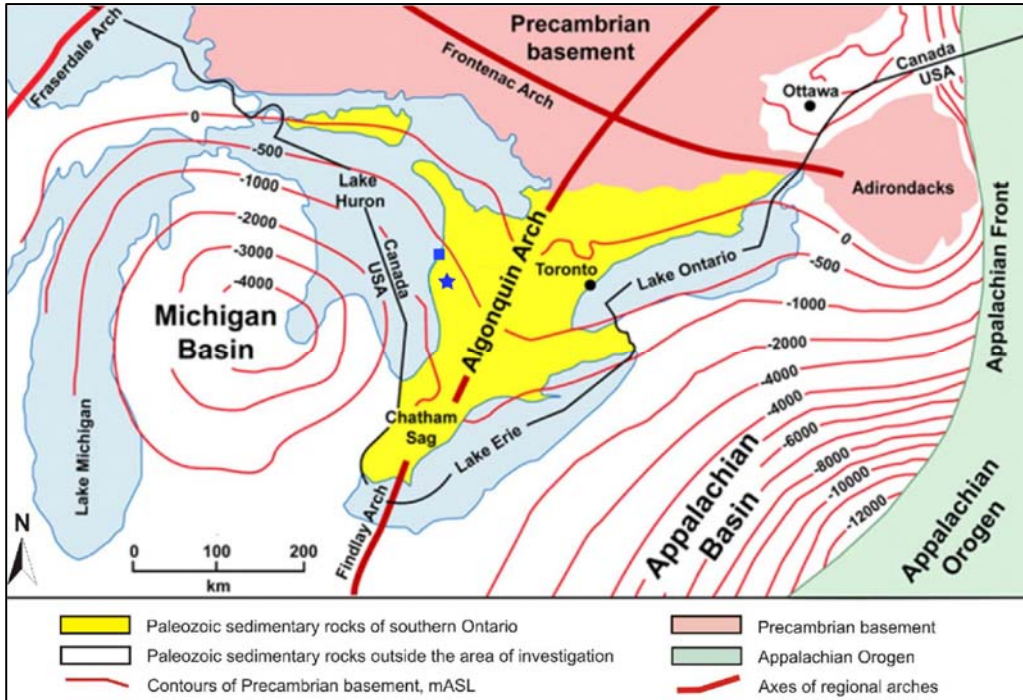 Precambrian
basement
Fraserdale Arch
Frontenac Arch
Canada
USA
Ottawa
0
-500
-1000
-2000
-3000
-4000
Lake
Huron
Canada
USA
Michigan
Basin
Lake Michigan
Algonquin Arch
Toronto
Lake Ontario
Adirondacks
0
-500
-1000
-2000
-4000
-4000
-6000
-8000
-10000
-12000
Appalachian Front
Chatham
Sag
Lake Erie
Findlay Arch
Appalachian
Basin
Appalachian
Orogen
N
0 100 200
km
Paleozoic sedimentary rocks of southern Ontario
Paleozoic sedimentary rocks outside the area of investigation
Contours of Precambrian basement, mASL
Precambrian basement
Appalachian Orogen
Axes of regional arches